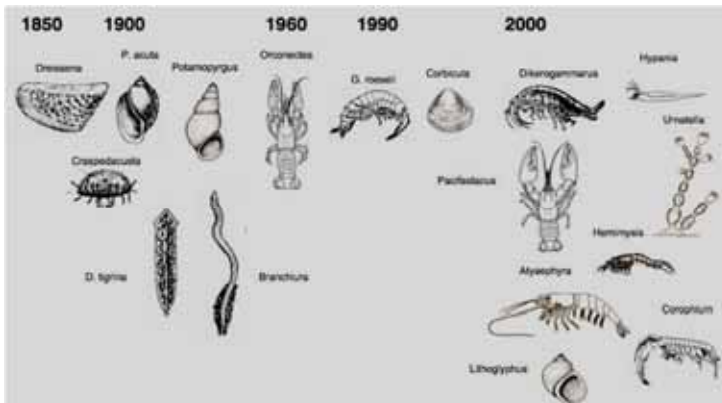 1850 1900 1960 1990 2000
Dreissena
P. acuta
Potamopyrgus
Orconectes
G. roeseli
Corbicula
Dikerogammarus
Hypania
Urnatella
Craspedacusta
Pacifastacus
Hemimysis
D. tigrina
Branchiura
Atyaephyra
Corophium
Lithoglyphus